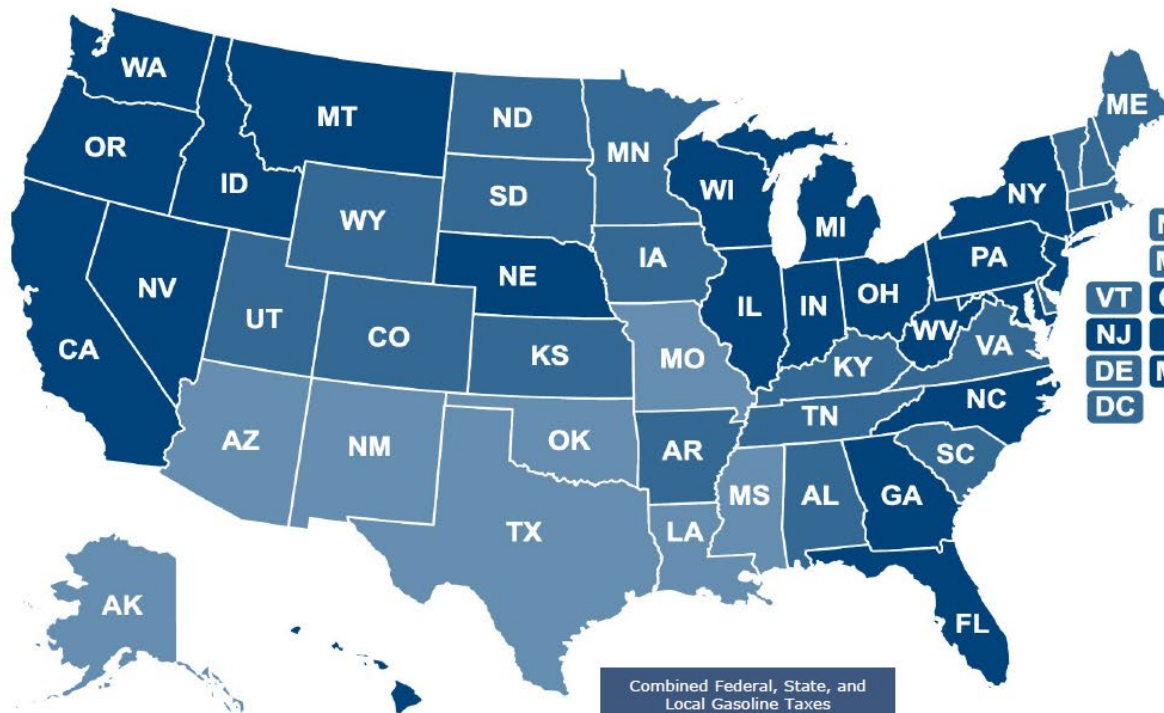 WA
MT
ND
MN
ME
OR
ID
WY
SD
WI
MI
NY
NV
UT
CO
NE
IA
IL
IN
OH
PA
VT
CA
KS
MO
KY
WV
VA
NJ
DE
DC
AZ
NM
OK
AR
TN
NC
SC
TX
LA
MS
AL
GA
AK
FL
Combined Federal, State, and
Local Gasoline Taxes